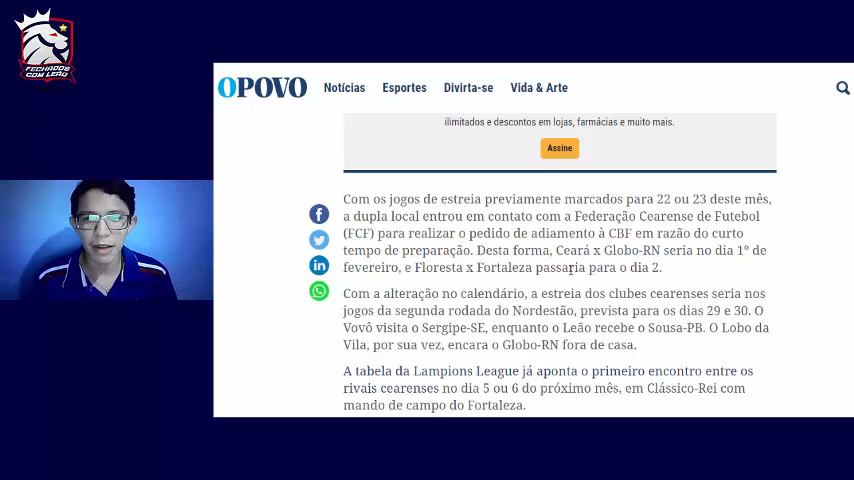 FECHADOS
COM LEÃO
OPOVO Notícias Esportes Divirta-se Vida & Arte
ilimitados e descontos em lojas, farmácias e muito mais.
Assine
Com os jogos de estreia previamente marcados para 22 ou 23 deste mês,
a dupla local entrou em contato com a Federação Cearense de Futebol
(FCF) para realizar o pedido de adiamento à CBF em razão do curto
tempo de preparação. Desta forma, Ceará x Globo-RN seria no dia 1º de
fevereiro, e Floresta x Fortaleza passaria para o dia 2.
Com a alteração no calendário, a estreia dos clubes cearenses seria nos
jogos da segunda rodada do Nordestão, prevista para os dias 29 e 30. O
Vovô visita o Sergipe-SE, enquanto o Leão recebe o Sousa-PB. O Lobo da
Vila, por sua vez, encara o Globo-RN fora de casa.
A tabela da Lampions League já aponta o primeiro encontro entre os
rivais cearenses no dia 5 ou 6 do próximo mês, em Clássico-Rei com
mando de campo do Fortaleza.